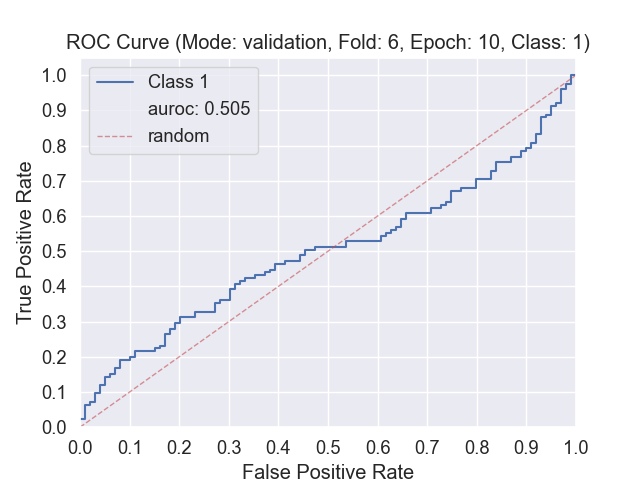 ROC Curve (Mode: validation, Fold: 6, Epoch: 10, Class: 1)
Class 1
auroc: 0.505
random
True Positive Rate
1.0
0.9
0.8
0.7
0.6
0.5
0.4
0.3
0.2
0.1
0.0
0.0 0.1 0.2 0.3 0.4 0.5 0.6 0.7 0.8 0.9 1.0
False Positive Rate